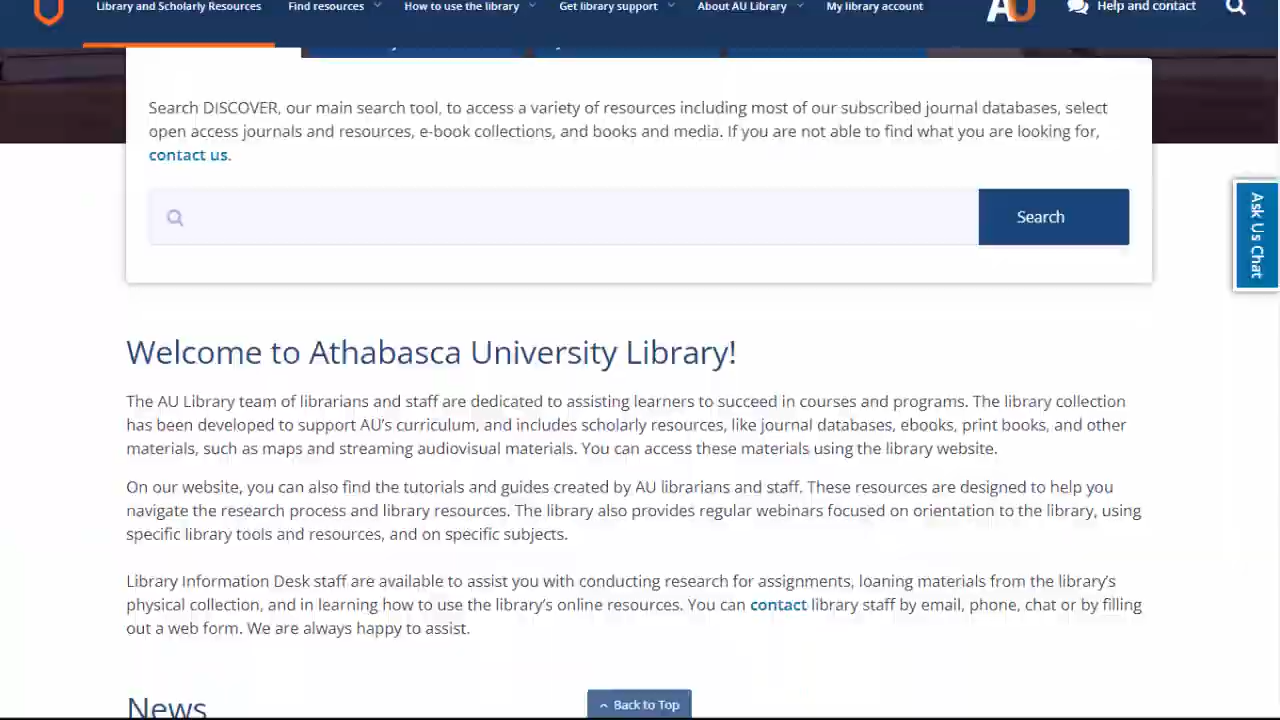 Library and Scholarly Resources Find resources How to use the library Get library support About AU Library My library account AU Help and contact
Search DISCOVER, our main search tool, to access a variety of resources including most of our subscribed journal databases, select
open access journals and resources, e-book collections, and books and media. If you are not able to find what you are looking for,
contact us.
Search
Ask Us Chat
Welcome to Athabasca University Library!
The AU Library team of librarians and staff are dedicated to assisting learners to succeed in courses and programs. The library collection
has been developed to support AU’s curriculum, and includes scholarly resources, like journal databases, ebooks, print books, and other
materials, such as maps and streaming audiovisual materials. You can access these materials using the library website.
On our website, you can also find the tutorials and guides created by AU librarians and staff. These resources are designed to help you
navigate the research process and library resources. The library also provides regular webinars focused on orientation to the library, using
specific library tools and resources, and on specific subjects.
Library Information Desk staff are available to assist you with conducting research for assignments, loaning materials from the library’s
physical collection, and in learning how to use the library’s online resources. You can contact library staff by email, phone, chat or by filling
out a web form. We are always happy to assist.
News
Back to Top